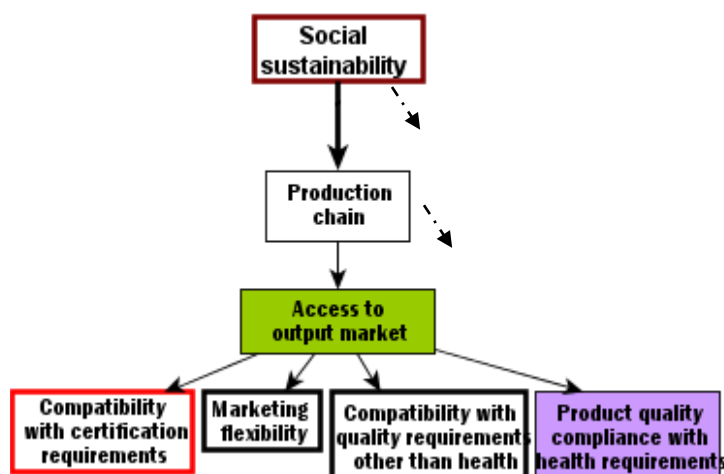 Social
sustainability
Production
chain
Access to
output market
Compatibility
with certification
requirements
Marketing
flexibility
Compatibility with
quality requirements
other than health
Product quality
compliance with
health requirements